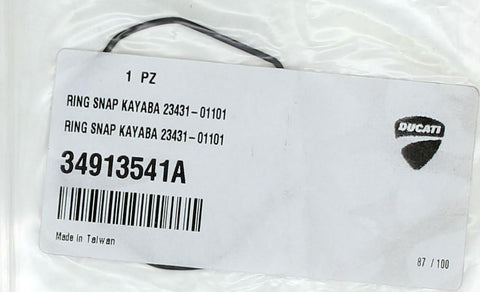 1 PZ
RING SNAP KAYABA 23431-01101
RING SNAP KAYABA 23431-01101
DUCATI
34913541A
Made in Taiwan
87 / 100